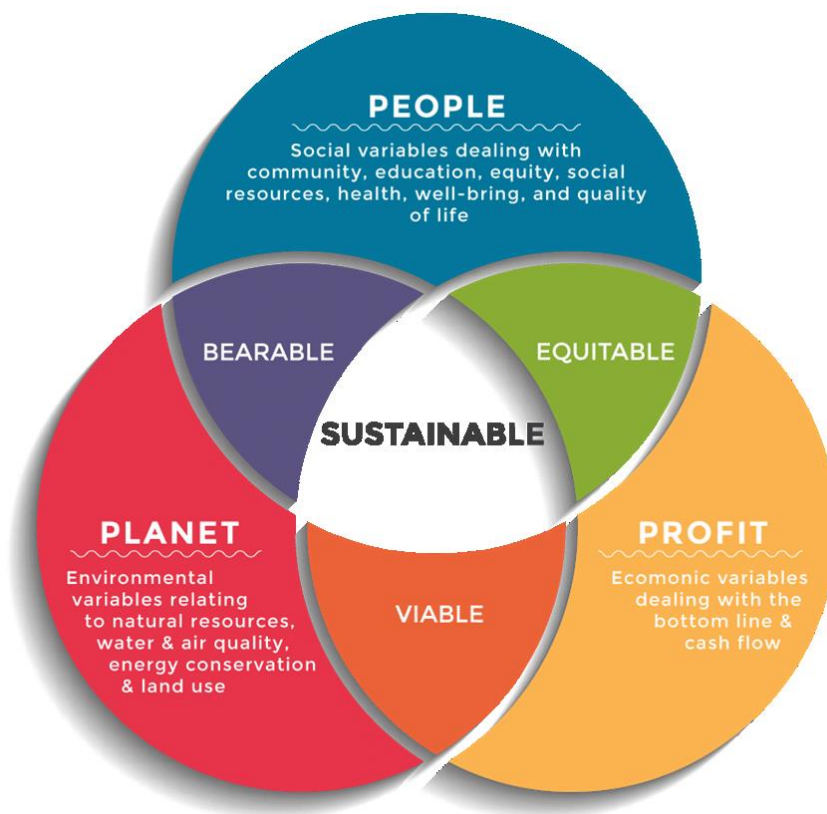 PEOPLE
Social variables dealing with
community, education, equity, social
resources, health, well-bring, and quality
of life
BEARABLE
EQUITABLE
SUSTAINABLE
PLANET
Environmental
variables relating
to natural resources,
water & air quality,
energy conservation
& land use
PROFIT
Ecomonic variables
dealing with the
bottom line &
cash flow
VIABLE